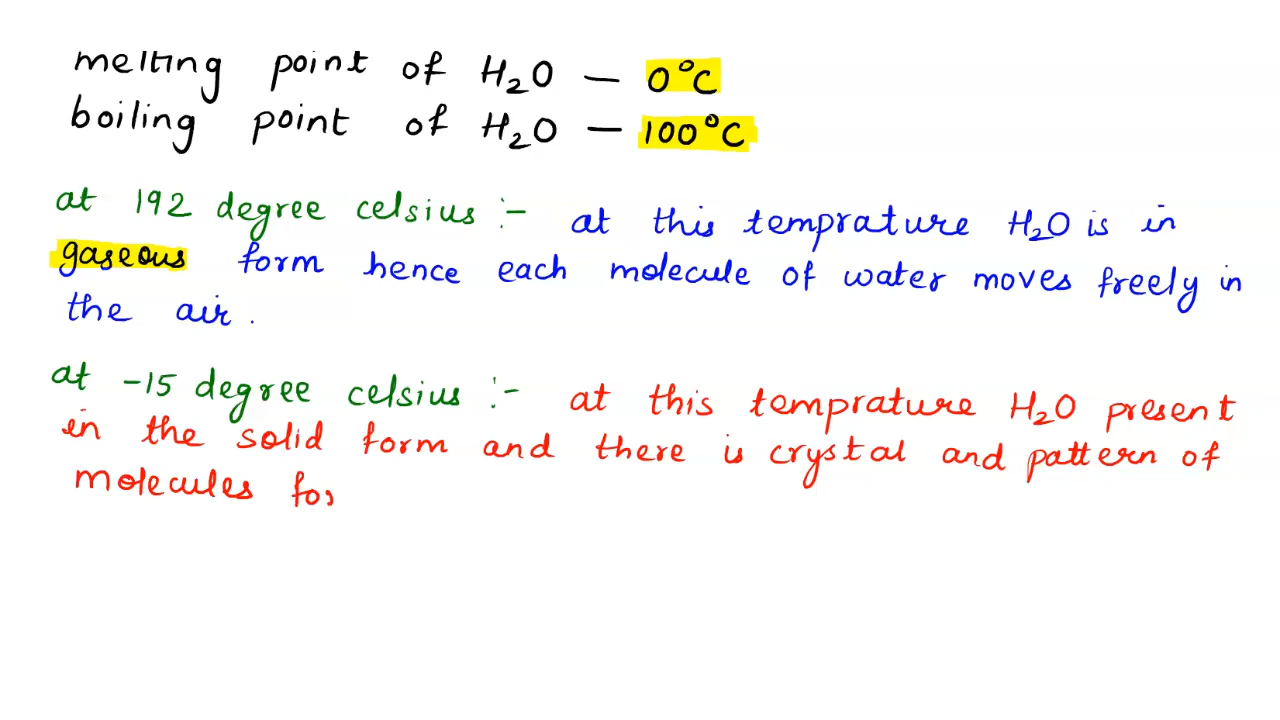 melting point of H₂O – 0°C
boiling point of H₂O – 100°C
at 192 degree celsius :- at this temprature H₂O is in
gaseous form hence each molecule of water moves freely in
the air.
at -15 degree celsius :- at this temprature H₂O present
in the solid form and there is crystal and pattern of
molecules for